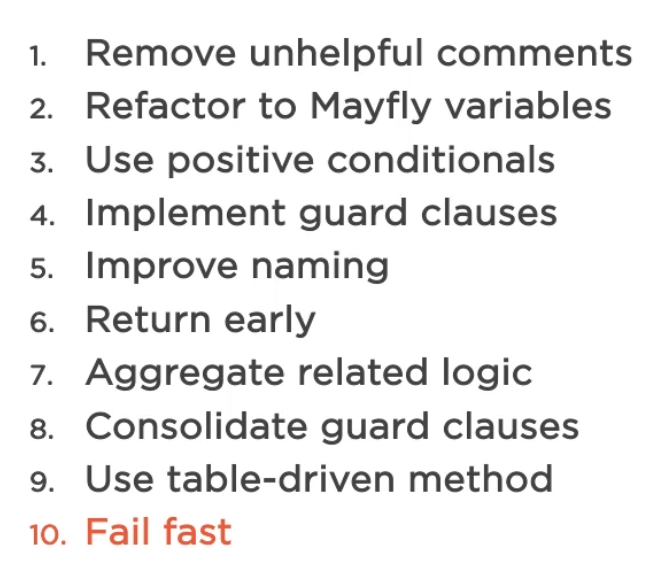 1. Remove unhelpful comments
2. Refactor to Mayfly variables
3. Use positive conditionals
4. Implement guard clauses
5. Improve naming
6. Return early
7. Aggregate related logic
8. Consolidate guard clauses
9. Use table-driven method
10. Fail fast